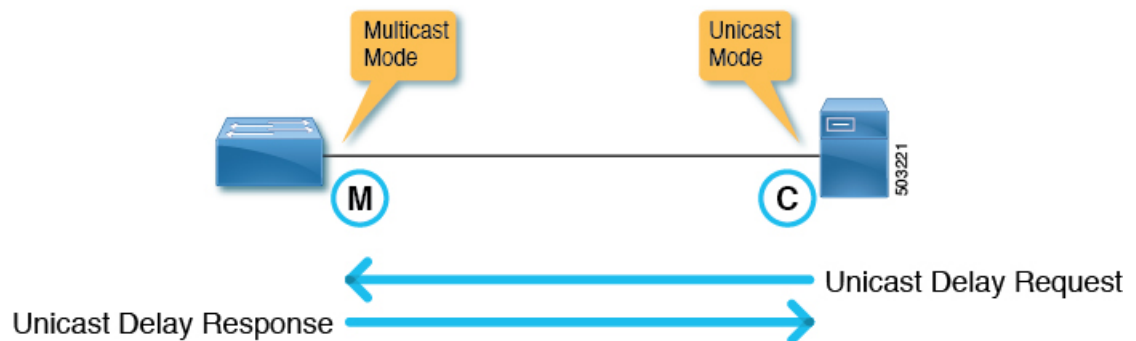 Multicast
Mode
Unicast
Mode
M
C
503221
Unicast Delay Request
Unicast Delay Response